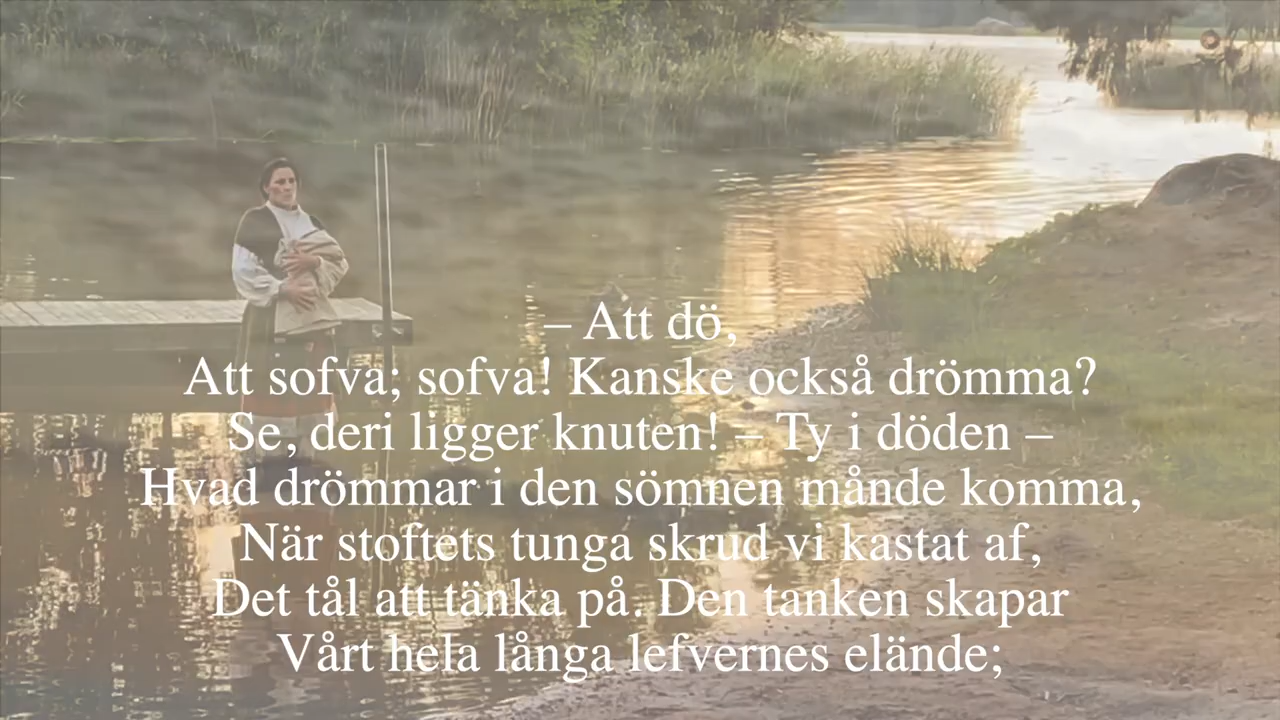 – Att dö,
Att sofva; sofva! Kanske också drömma?
Se, deri ligger knuten! – Ty i döden –
Hvad drömmar i den sömnen månde komma,
När stoftets tunga skrud vi kastat af,
Det tål att tänka på. Den tanken skapar
Vårt hela långa lefvernes elände;